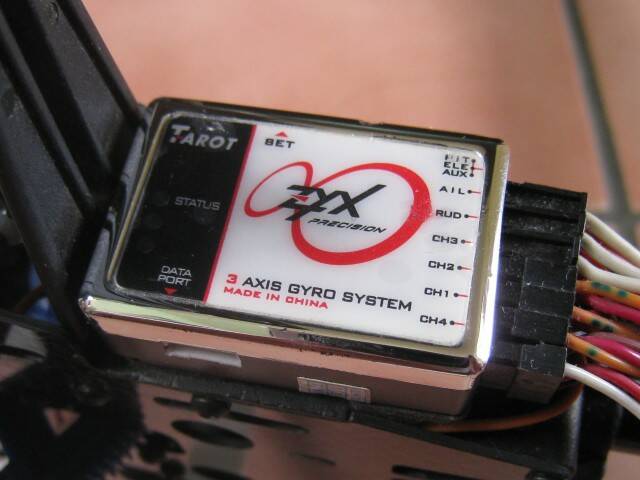 TAROT
SET
STATUS
DATA
PORT
ZYX
PRECISION
3 AXIS GYRO SYSTEM
MADE IN CHINA
PIT
ELE
AUX
AIL
RUD
CH3
CH2
CH1
CH4